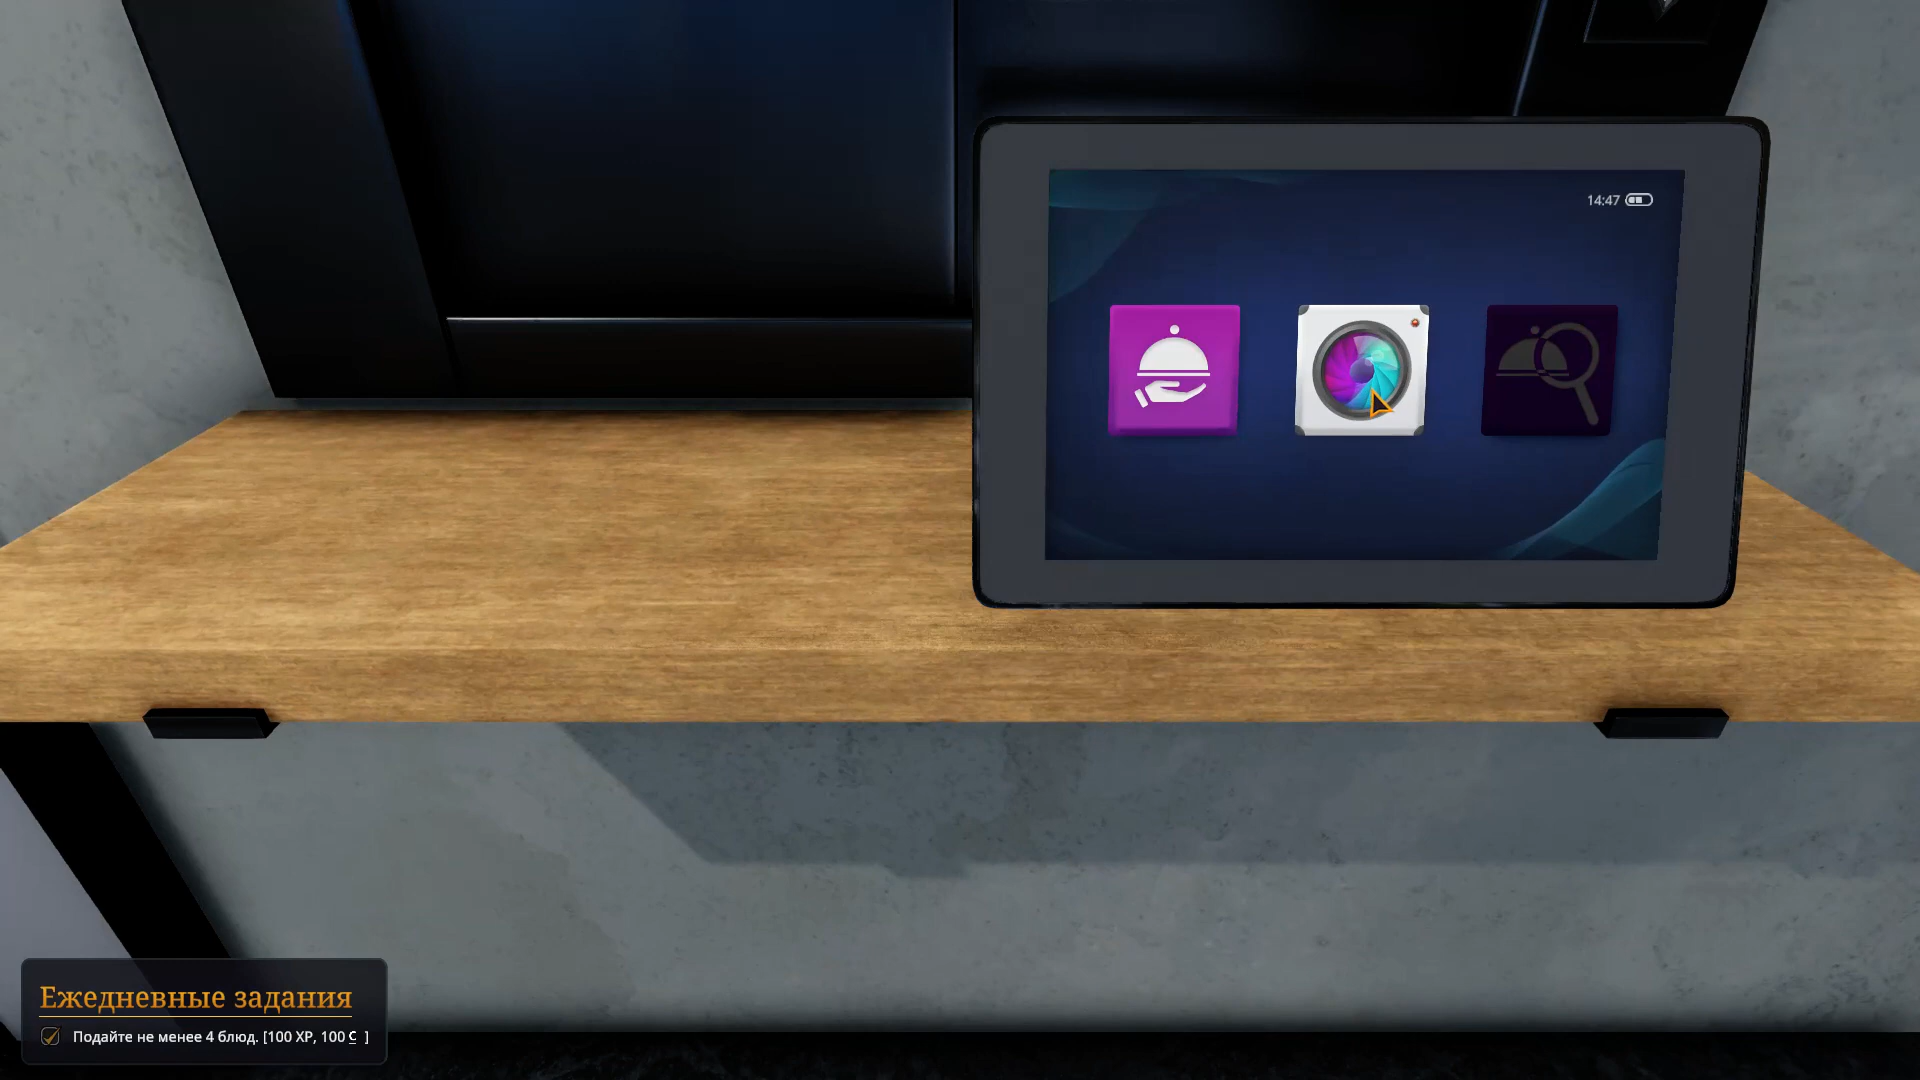 14:47
Ежедневные задания
Подайте не менее 4 блюд. [100 XP, 100 C ]